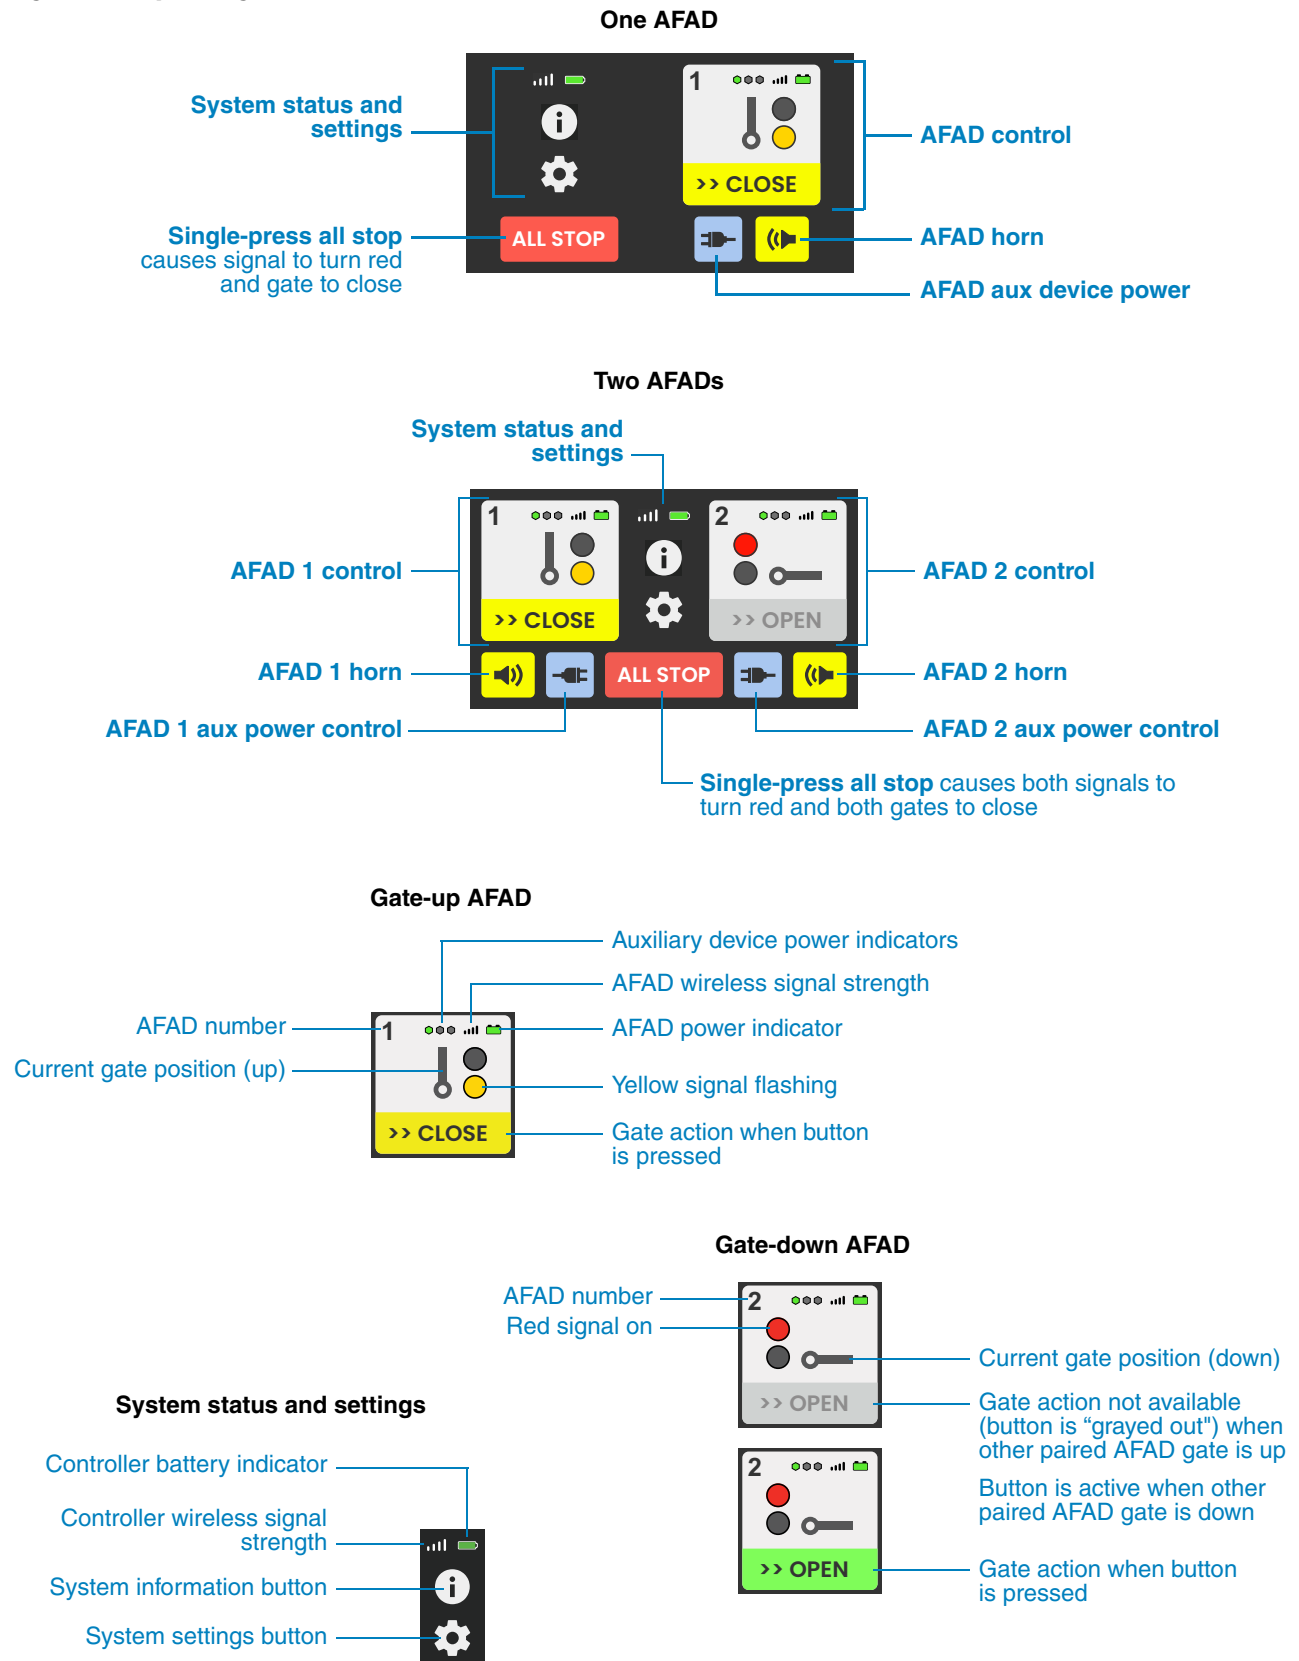 One AFAD
System status and
settings
1
AFAD control
>> CLOSE
Single-press all stop
causes signal to turn red
and gate to close
ALL STOP
AFAD horn
AFAD aux device power
Two AFADs
System status and
settings
1
2
AFAD 1 control
AFAD 2 control
>> CLOSE
>> OPEN
AFAD 1 horn
ALL STOP
AFAD 2 horn
AFAD 1 aux power control
AFAD 2 aux power control
Single-press all stop causes both signals to
turn red and both gates to close
Gate-up AFAD
Auxiliary device power indicators
AFAD wireless signal strength
AFAD number
1
AFAD power indicator
Current gate position (up)
Yellow signal flashing
>> CLOSE
Gate action when button
is pressed
Gate-down AFAD
AFAD number
2
Red signal on
Current gate position (down)
>> OPEN
Gate action not available
(button is “grayed out") when
other paired AFAD gate is up
2
Button is active when other
paired AFAD gate is down
>> OPEN
Gate action when button
is pressed
System status and settings
Controller battery indicator
Controller wireless signal
strength
System information button
System settings button